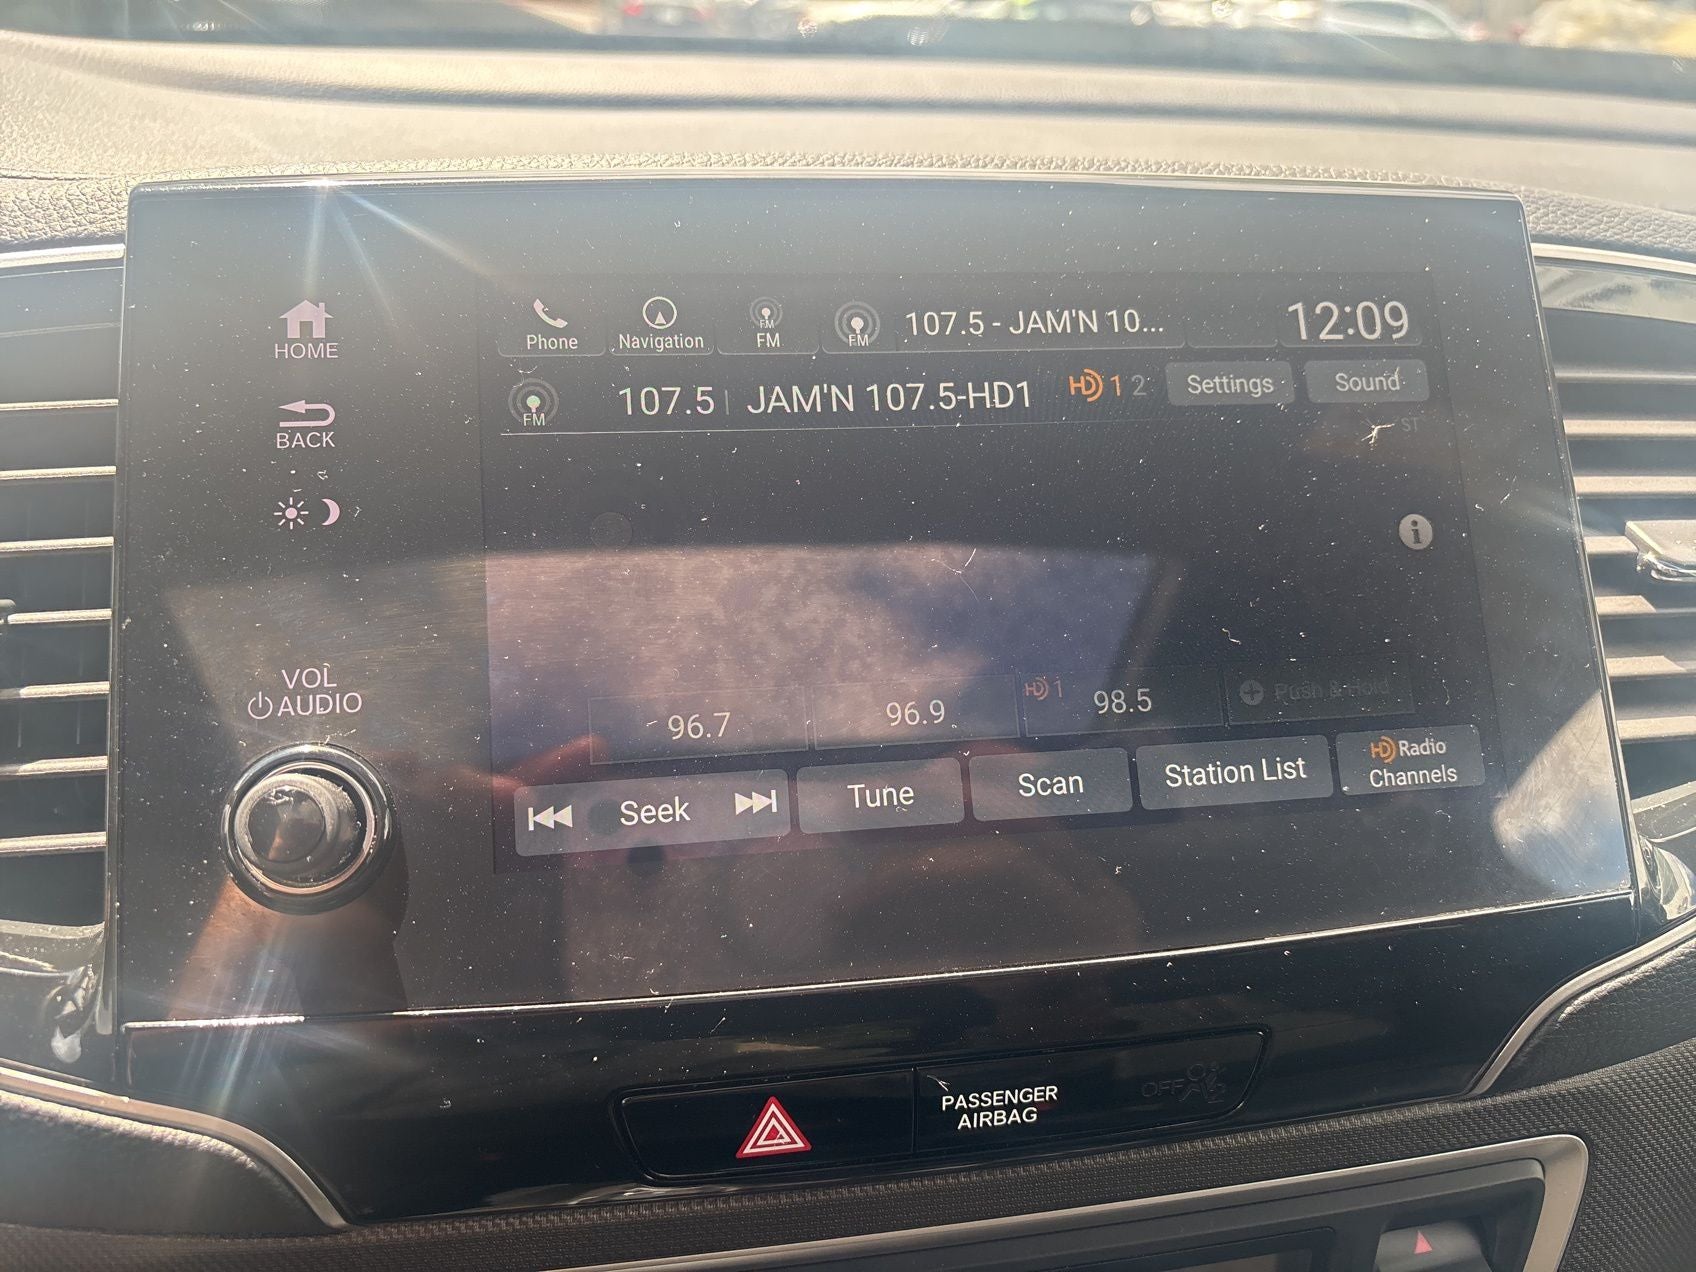 HOME
BACK
VOL
AUDIO
Phone
Navigation
FM
FM
FM
107.5 - JAM'N 10...
12:09
FM
107.5 | JAM'N 107.5-HD1
HD 1 2
Settings
Sound
ST
i
96.7
96.9
HD 1
98.5
Push & Hold
Seek
Tune
Scan
Station List
HD Radio
Channels
PASSENGER
AIRBAG
OFF